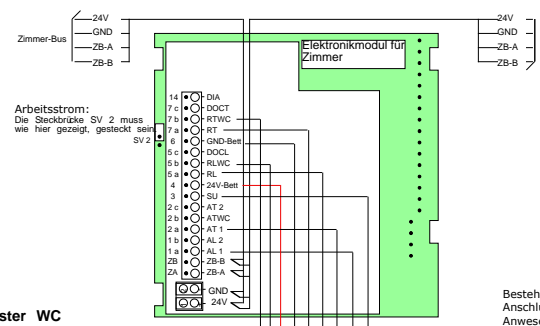 24V
GND
Zimmer-Bus
ZB-A
ZB-B
24V
GND
ZB-A
ZB-B
Elektronikmodul für
Zimmer
Arbeitsstrom:
Die Steckbrücke SV 2 muss
wie hier gezeigt, gesteckt sein
SV 2
14 DIA
7 c DOCT
7 b RTWC
7 a RT
6 GND-Bett
5 c DOCL
5 b RLWC
5 a RL
4 24V-Bett
3 SU
2 c AT 2
2 b ATWC
2 a AT 1
1 b AL 2
1 a AL 1
ZB ZB-B
ZA ZB-A
GND
24V
ster WC
Besteh
Anschlu
Anwese